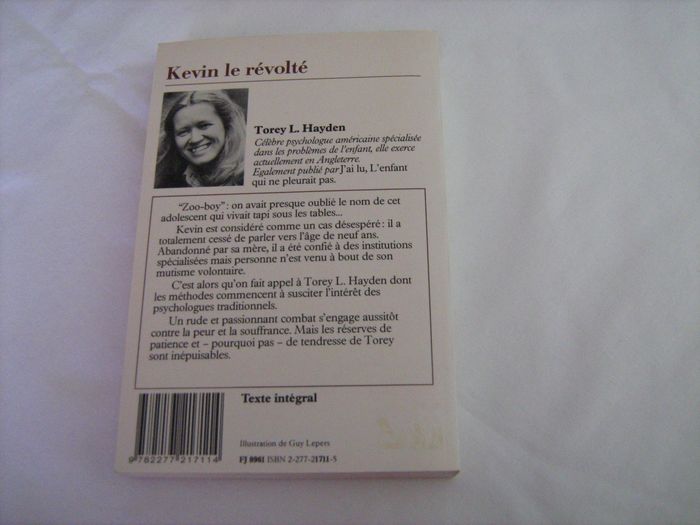 Kevin le révolté
Torey L. Hayden
Célèbre psychologue américaine spécialisée
dans les problèmes de l'enfant, elle exerce
actuellement en Angleterre.
Egalement publié par J'ai lu, L'enfant
qui ne pleurait pas.
“Zoo-boy” : on avait presque oublié le nom de cet
adolescent qui vivait tapi sous les tables...
Kevin est considéré comme un cas désespéré : il a
totalement cessé de parler vers l'âge de neuf ans.
Abandonné par sa mère, il a été confié à des institutions
spécialisées mais personne n'est venu à bout de son
mutisme volontaire.
C'est alors qu'on fait appel à Torey L. Hayden dont
les méthodes commencent à susciter l'intérêt des
psychologues traditionnels.
Un rude et passionnant combat s'engage aussitôt
contre la peur et la souffrance. Mais les réserves de
patience et – pourquoi pas – de tendresse de Torey
sont inépuisables.
Texte intégral
Illustration de Guy Lepers
9 782277 217114
FJ 0961 ISBN 2-277-21711-5